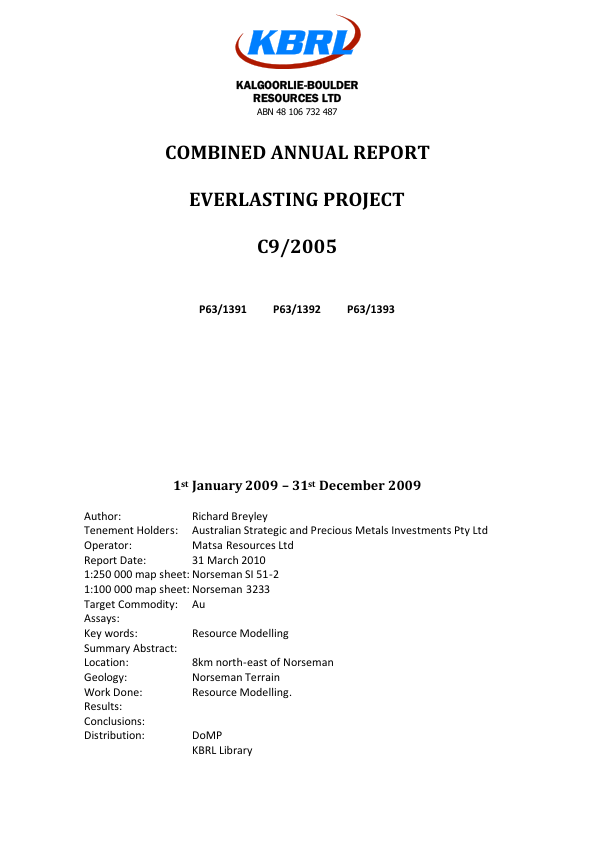 KBRL
KALGOORLIE-BOULDER
RESOURCES LTD
ABN 48 106 732 487
COMBINED ANNUAL REPORT
EVERLASTING PROJECT
C9/2005
P63/1391 P63/1392 P63/1393
1st January 2009 – 31st December 2009
Author: Richard Breyley
Tenement Holders: Australian Strategic and Precious Metals Investments Pty Ltd
Operator: Matsa Resources Ltd
Report Date: 31 March 2010
1:250 000 map sheet: Norseman SI 51-2
1:100 000 map sheet: Norseman 3233
Target Commodity: Au
Assays:
Key words: Resource Modelling
Summary Abstract:
Location: 8km north-east of Norseman
Geology: Norseman Terrain
Work Done: Resource Modelling.
Results:
Conclusions:
Distribution: DoMP
KBRL Library